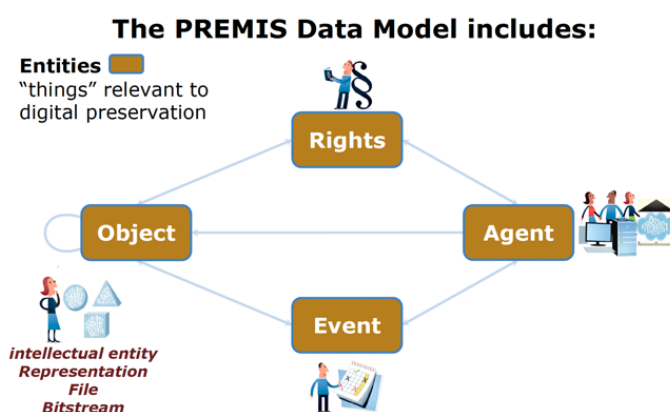 The PREMIS Data Model includes:
Entities
“things” relevant to
digital preservation
§
Rights
Object
Agent
Event
intellectual entity
Representation
File
Bitstream